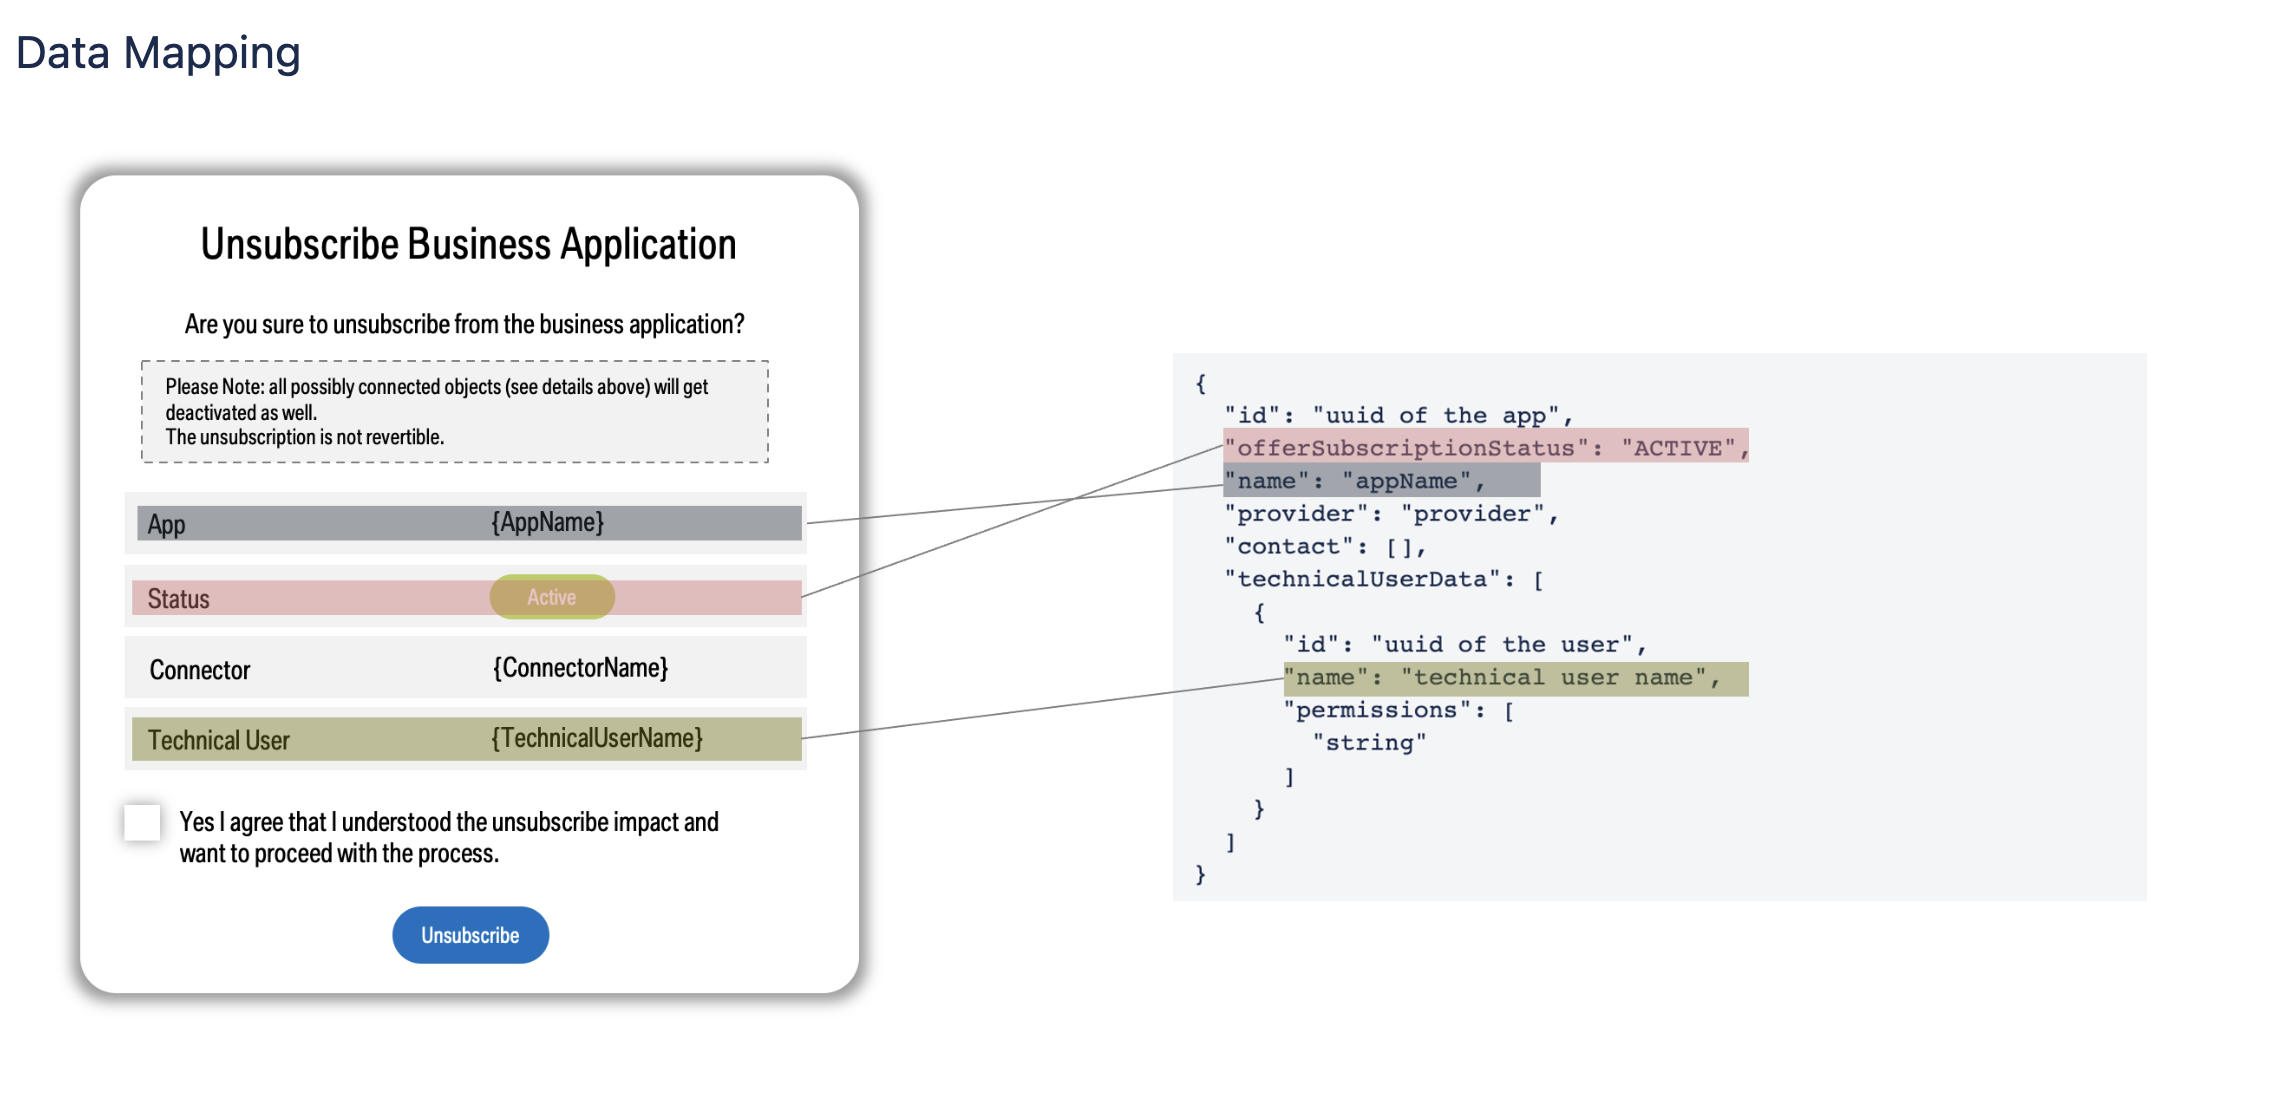 Data Mapping
Unsubscribe Business Application
Are you sure to unsubscribe from the business application?
Please Note: all possibly connected objects (see details above) will get
deactivated as well.
The unsubscription is not revertible.
App {AppName}
Status Active
Connector {ConnectorName}
Technical User {TechnicalUserName}
Yes I agree that I understood the unsubscribe impact and
want to proceed with the process.
Unsubscribe
{
"id": "uuid of the app",
"offerSubscriptionStatus": "ACTIVE",
"name": "appName",
"provider": "provider",
"contact": [],
"technicalUserData": [
{
"id": "uuid of the user",
"name": "technical user name",
"permissions": [
"string"
]
}
]
}